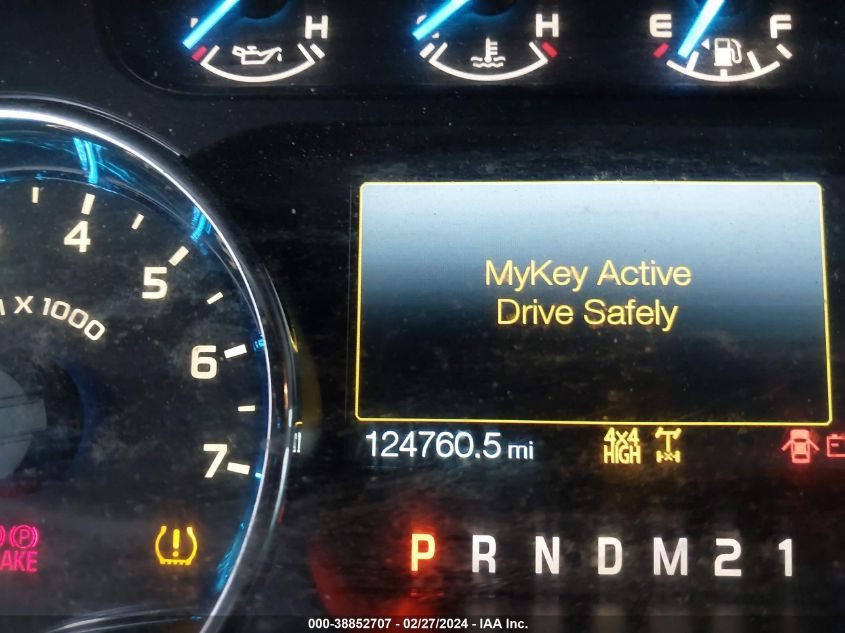 H H E F
4
5
X 1000
6
7
MyKey Active
Drive Safely
124760.5 mi
4x4
HIGH
P
AKE
P R N D M 2 1
000-38852707 - 02/27/2024 - IAA Inc.